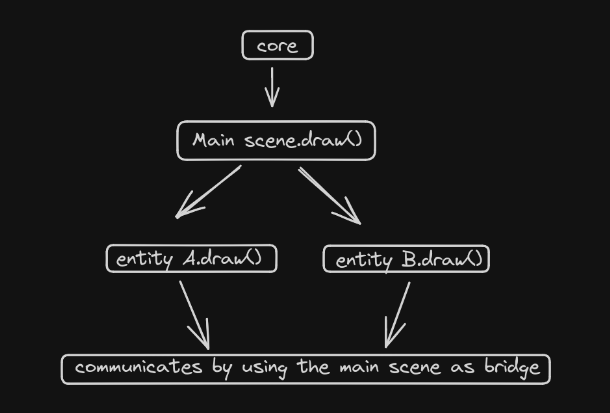 core
Main scene.draw()
entity A.draw()
entity B.draw()
communicates by using the main scene as bridge